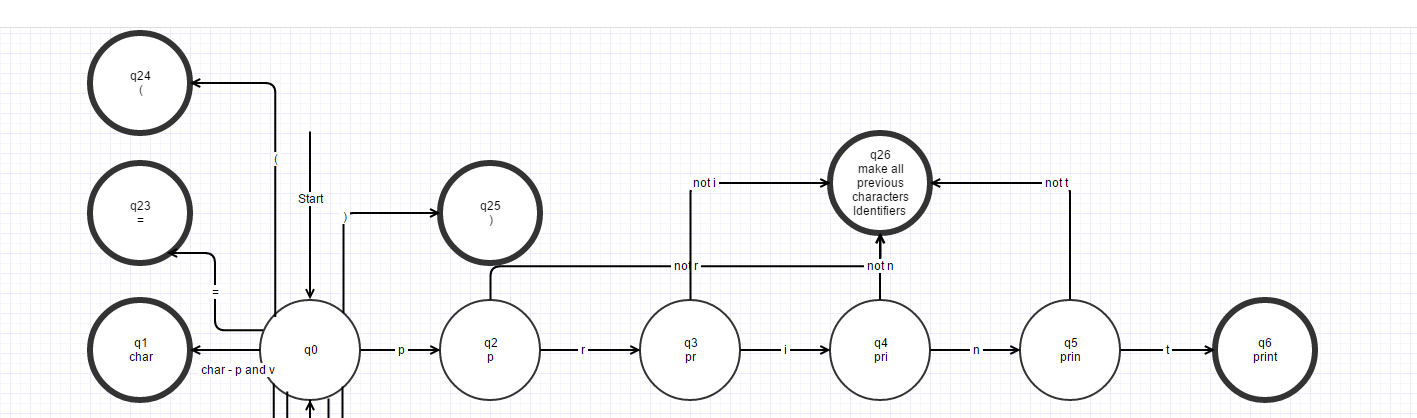 q24
(
(
Start
q23
=
=
)
q25
)
q26
make all
previous
characters
Identifiers
not i
not t
not r
not n
q1
char
char - p and v
q0
p
q2
p
r
q3
pr
i
q4
pri
n
q5
prin
t
q6
print